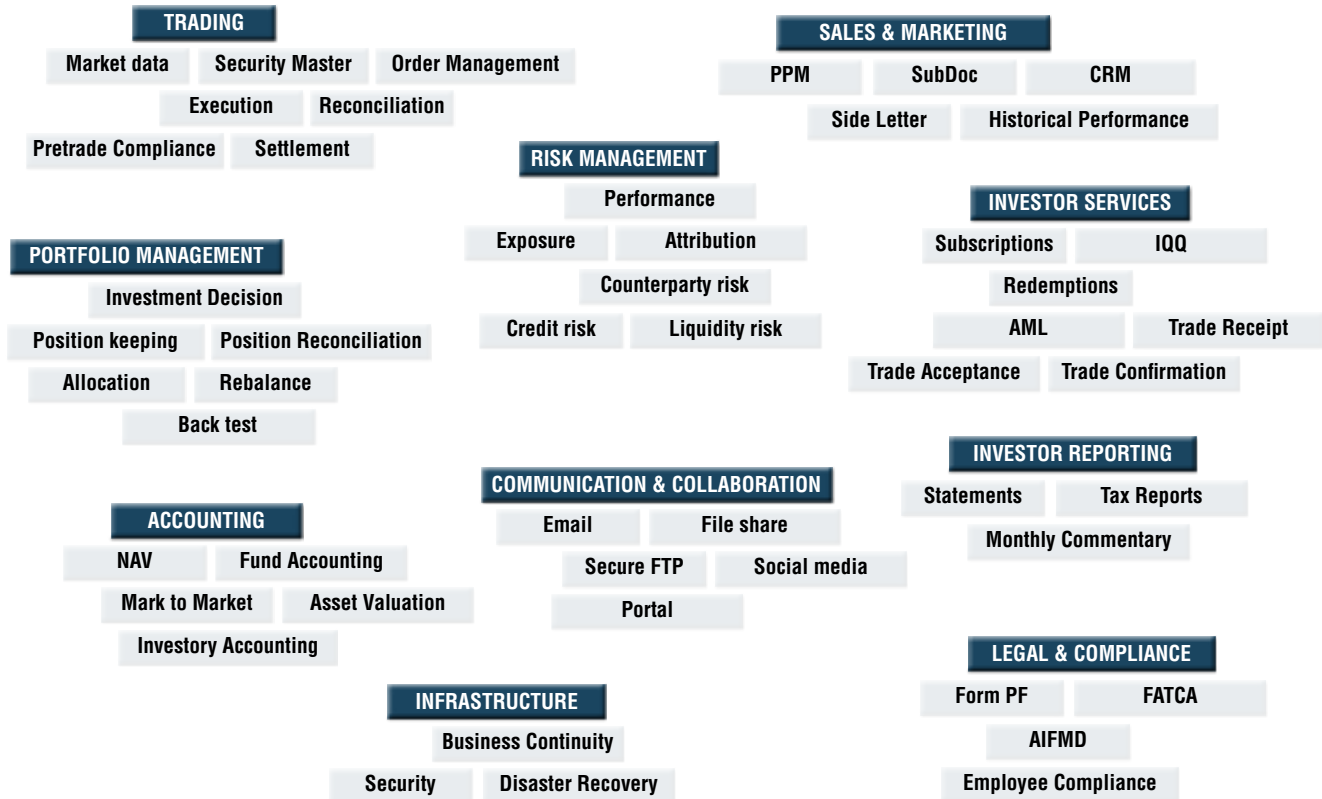 TRADING
Market data Security Master Order Management
Execution Reconciliation
Pretrade Compliance Settlement
SALES & MARKETING
PPM SubDoc CRM
Side Letter Historical Performance
RISK MANAGEMENT
Performance
Exposure Attribution
Counterparty risk
Credit risk Liquidity risk
INVESTOR SERVICES
Subscriptions IQQ
Redemptions
AML Trade Receipt
Trade Acceptance Trade Confirmation
PORTFOLIO MANAGEMENT
Investment Decision
Position keeping Position Reconciliation
Allocation Rebalance
Back test
INVESTOR REPORTING
Statements Tax Reports
Monthly Commentary
COMMUNICATION & COLLABORATION
Email File share
Secure FTP Social media
Portal
ACCOUNTING
NAV Fund Accounting
Mark to Market Asset Valuation
Investory Accounting
LEGAL & COMPLIANCE
Form PF FATCA
AIFMD
Employee Compliance
INFRASTRUCTURE
Business Continuity
Security Disaster Recovery